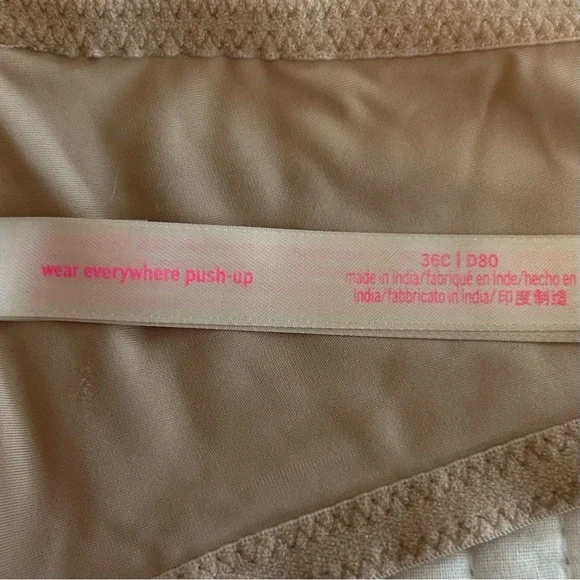 wear everywhere push-up
36C | D80
made in India/fabriqué en Inde/hecho en
India/fabbricato in India/ 印度制造